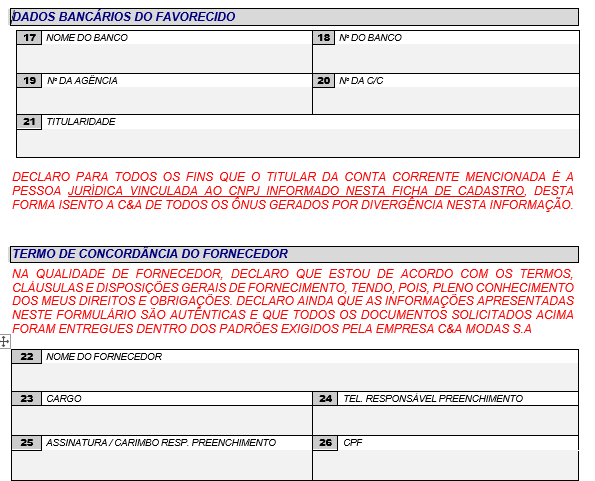 DADOS BANCÁRIOS DO FAVORECIDO
17 NOME DO BANCO 18 Nº DO BANCO
19 Nº DA AGÊNCIA 20 Nº DA C/C
21 TITULARIDADE
DECLARO PARA TODOS OS FINS QUE O TITULAR DA CONTA CORRENTE MENCIONADA É A
PESSOA JURÍDICA VINCULADA AO CNPJ INFORMADO NESTA FICHA DE CADASTRO, DESTA
FORMA ISENTO A C&A DE TODOS OS ÔNUS GERADOS POR DIVERGÊNCIA NESTA INFORMAÇÃO.
TERMO DE CONCORDÂNCIA DO FORNECEDOR
NA QUALIDADE DE FORNECEDOR, DECLARO QUE ESTOU DE ACORDO COM OS TERMOS,
CLÁUSULAS E DISPOSIÇÕES GERAIS DE FORNECIMENTO, TENDO, POIS, PLENO CONHECIMENTO
DOS MEUS DIREITOS E OBRIGAÇÕES. DECLARO AINDA QUE AS INFORMAÇÕES APRESENTADAS
NESTE FORMULÁRIO SÃO AUTÊNTICAS E QUE TODOS OS DOCUMENTOS SOLICITADOS ACIMA
FORAM ENTREGUES DENTRO DOS PADRÕES EXIGIDOS PELA EMPRESA C&A MODAS S.A
22 NOME DO FORNECEDOR
23 CARGO 24 TEL. RESPONSÁVEL PREENCHIMENTO
25 ASSINATURA / CARIMBO RESP. PREENCHIMENTO 26 CPF